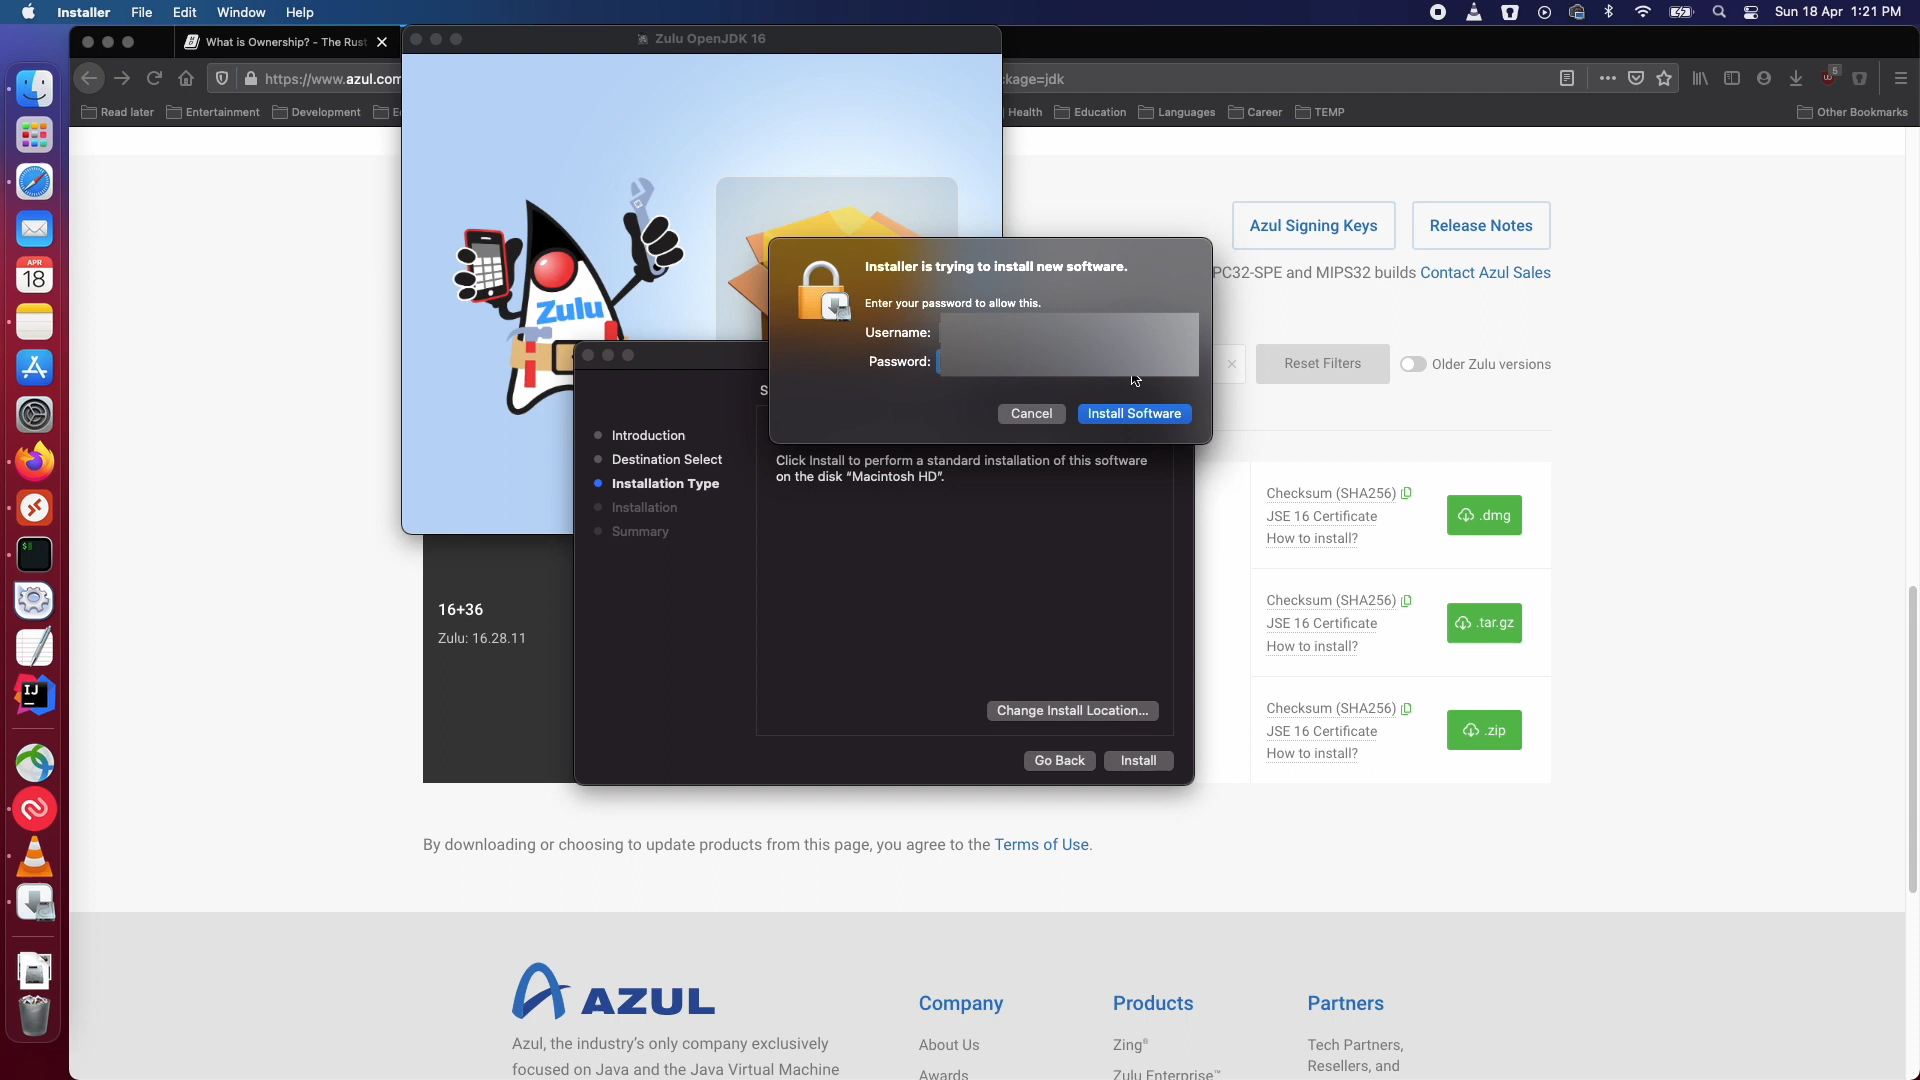 Installer File Edit Window Help
Sun 18 Apr 1:21 PM
What is Ownership? - The Rust
Zulu OpenJDK 16
https://www.azul.com
kage=jdk
5
Read later Entertainment Development
Health Education Languages Career TEMP Other Bookmarks
APR
18
Azul Signing Keys Release Notes
PC32-SPE and MIPS32 builds Contact Azul Sales
Zulu
Installer is trying to install new software.
Enter your password to allow this.
Username:
Password:
Cancel Install Software
Reset Filters Older Zulu versions
S
Introduction
Destination Select
Installation Type
Installation
Summary
Click Install to perform a standard installation of this software
on the disk “Macintosh HD”.
Change Install Location...
Go Back Install
16+36
Zulu: 16.28.11
Checksum (SHA256)
JSE 16 Certificate
How to install?
.dmg
Checksum (SHA256)
JSE 16 Certificate
How to install?
.tar.gz
Checksum (SHA256)
JSE 16 Certificate
How to install?
.zip
IJ
By downloading or choosing to update products from this page, you agree to the Terms of Use.
AZUL
Azul, the industry’s only company exclusively
focused on Java and the Java Virtual Machine
Company
About Us
Awards
Products
Zing®
Zulu Enterprise™
Partners
Tech Partners,
Resellers, and